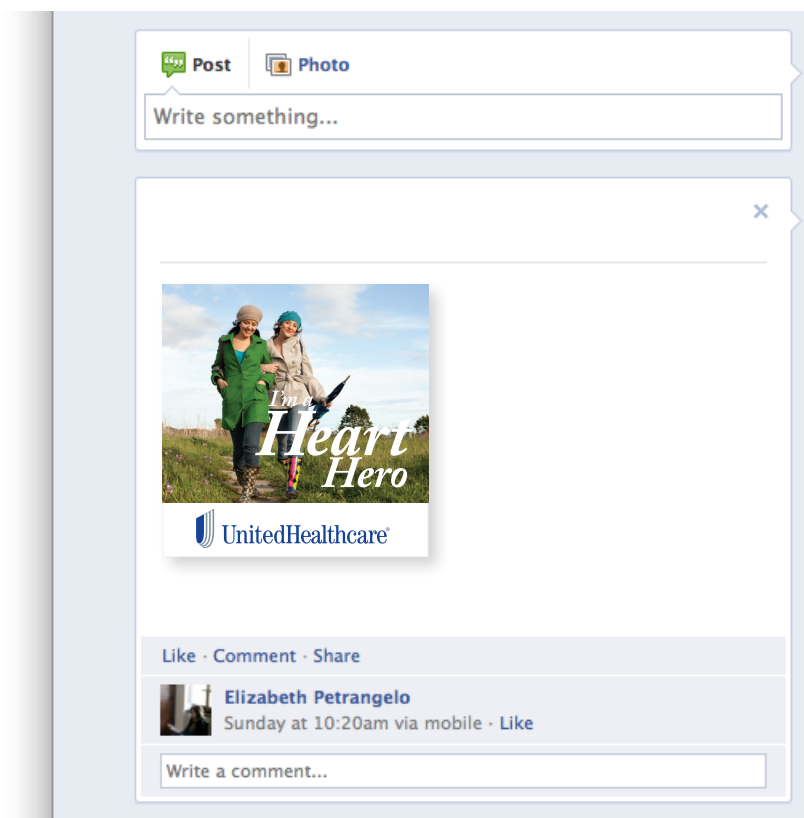 Post
Photo
Write something...
I'm a
Heart
Hero
UnitedHealthcare®
Like · Comment · Share
Elizabeth Petrangelo
Sunday at 10:20am via mobile · Like
Write a comment...